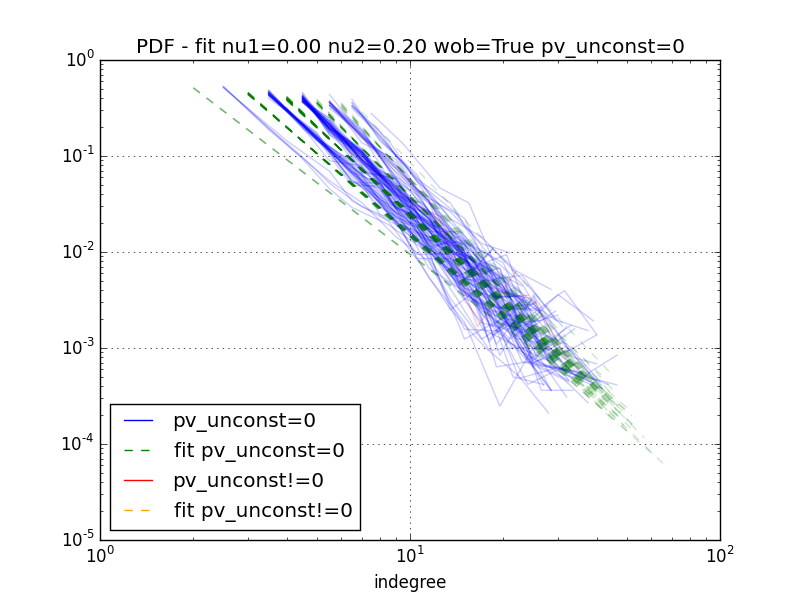 PDF - fit nu1=0.00 nu2=0.20 wob=True pv_unconst=0
10^0
10^-1
10^-2
10^-3
10^-4
10^-5
pv_unconst=0
fit pv_unconst=0
pv_unconst!=0
fit pv_unconst!=0
10^0 10^1 10^2
indegree